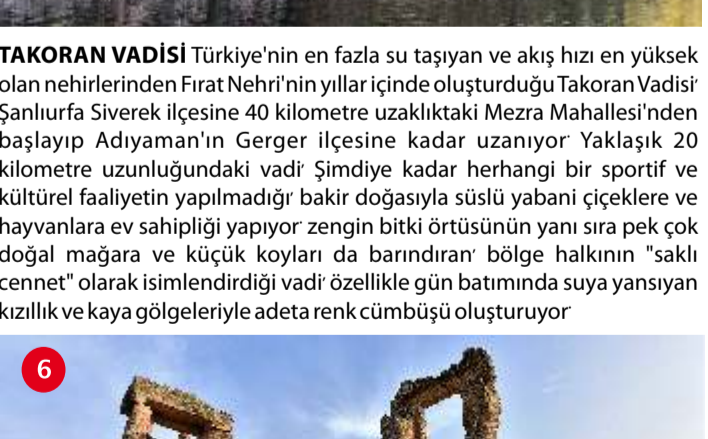 TAKORAN VADİSİ Türkiye'nin en fazla su taşıyan ve akış hızı en yüksek
olan nehirlerinden Fırat Nehri'nin yıllar içinde oluşturduğu Takoran Vadisi,
Şanlıurfa Siverek ilçesine 40 kilometre uzaklıktaki Mezra Mahallesi'nden
başlayıp Adıyaman'ın Gerger ilçesine kadar uzanıyor. Yaklaşık 20
kilometre uzunluğundaki vadi, Şimdiye kadar herhangi bir sportif ve
kültürel faaliyetin yapılmadığı, bakir doğasıyla süslü yabani çiçeklere ve
hayvanlara ev sahipliği yapıyor. zengin bitki örtüsünün yanı sıra pek çok
doğal mağara ve küçük koyları da barındıran, bölge halkının "saklı
cennet" olarak isimlendirdiği vadi, özellikle gün batımında suya yansıyan
kızıllık ve kaya gölgeleriyle adeta renk cümbüşü oluşturuyor.
6